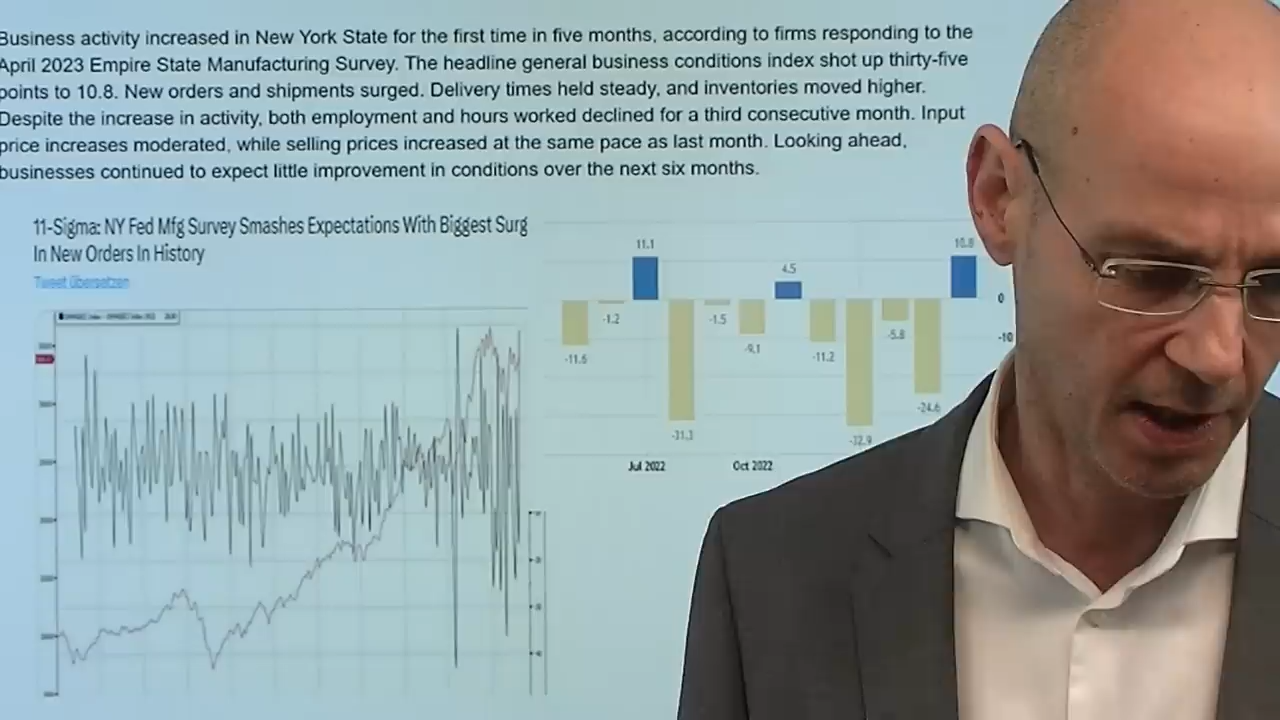 Business activity increased in New York State for the first time in five months, according to firms responding to the
April 2023 Empire State Manufacturing Survey. The headline general business conditions index shot up thirty-five
points to 10.8. New orders and shipments surged. Delivery times held steady, and inventories moved higher.
Despite the increase in activity, both employment and hours worked declined for a third consecutive month. Input
price increases moderated, while selling prices increased at the same pace as last month. Looking ahead,
businesses continued to expect little improvement in conditions over the next six months.
11-Sigma: NY Fed Mfg Survey Smashes Expectations With Biggest Surg
In New Orders In History
Tweet übersetzen
11.1
10.8
4.5
0
-1.2
-1.5
-5.8
-10
-9.1
-11.6
-11.2
-24.6
-31.3
-32.9
Jul 2022
Oct 2022